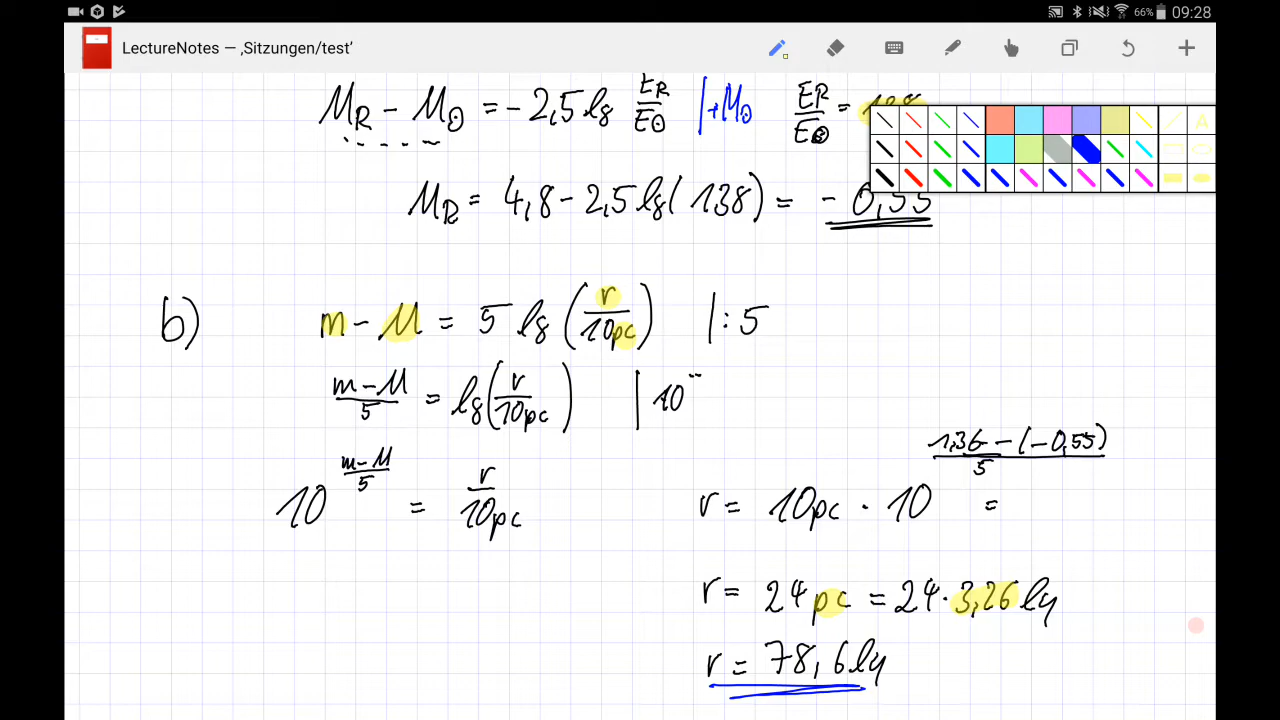 66% 09:28
LectureNotes — ‚Sitzungen/test’
M_R − M_⊙ = −2,5 lg E_R/E_⊙ | +M_⊙ E_R/E_⊙ = 138
M_R = 4,8 − 2,5 lg(138) = −0,55
b) m − M = 5 lg (r/10pc) | : 5
(m−M)/5 = lg(r/10pc) | 10^…
10^((m−M)/5) = r/10pc
r = 10pc · 10^((1,36 − (−0,55))/5) =
r = 24pc = 24 · 3,26 ly
r = 78,6 ly